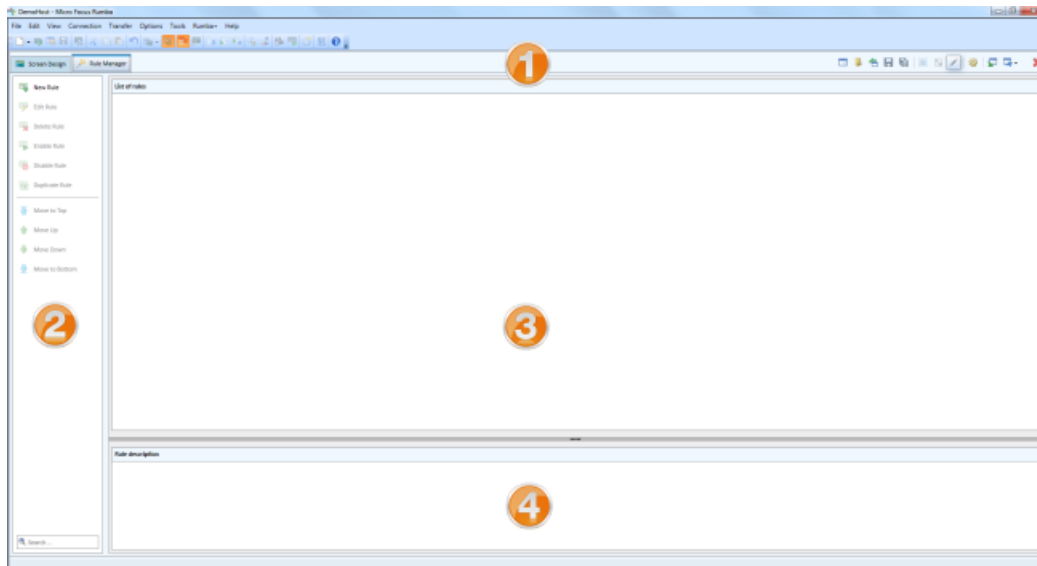 DemoHost - Micro Focus Rumba
File Edit View Connection Transfer Options Tools Rumba+ Help
1
Screen Design Rule Manager
New Rule
Edit Rule
Delete Rule
Enable Rule
Disable Rule
Duplicate Rule
Move to Top
Move Up
Move Down
Move to Bottom
Search ...
2
List of rules
3
Rule description
4